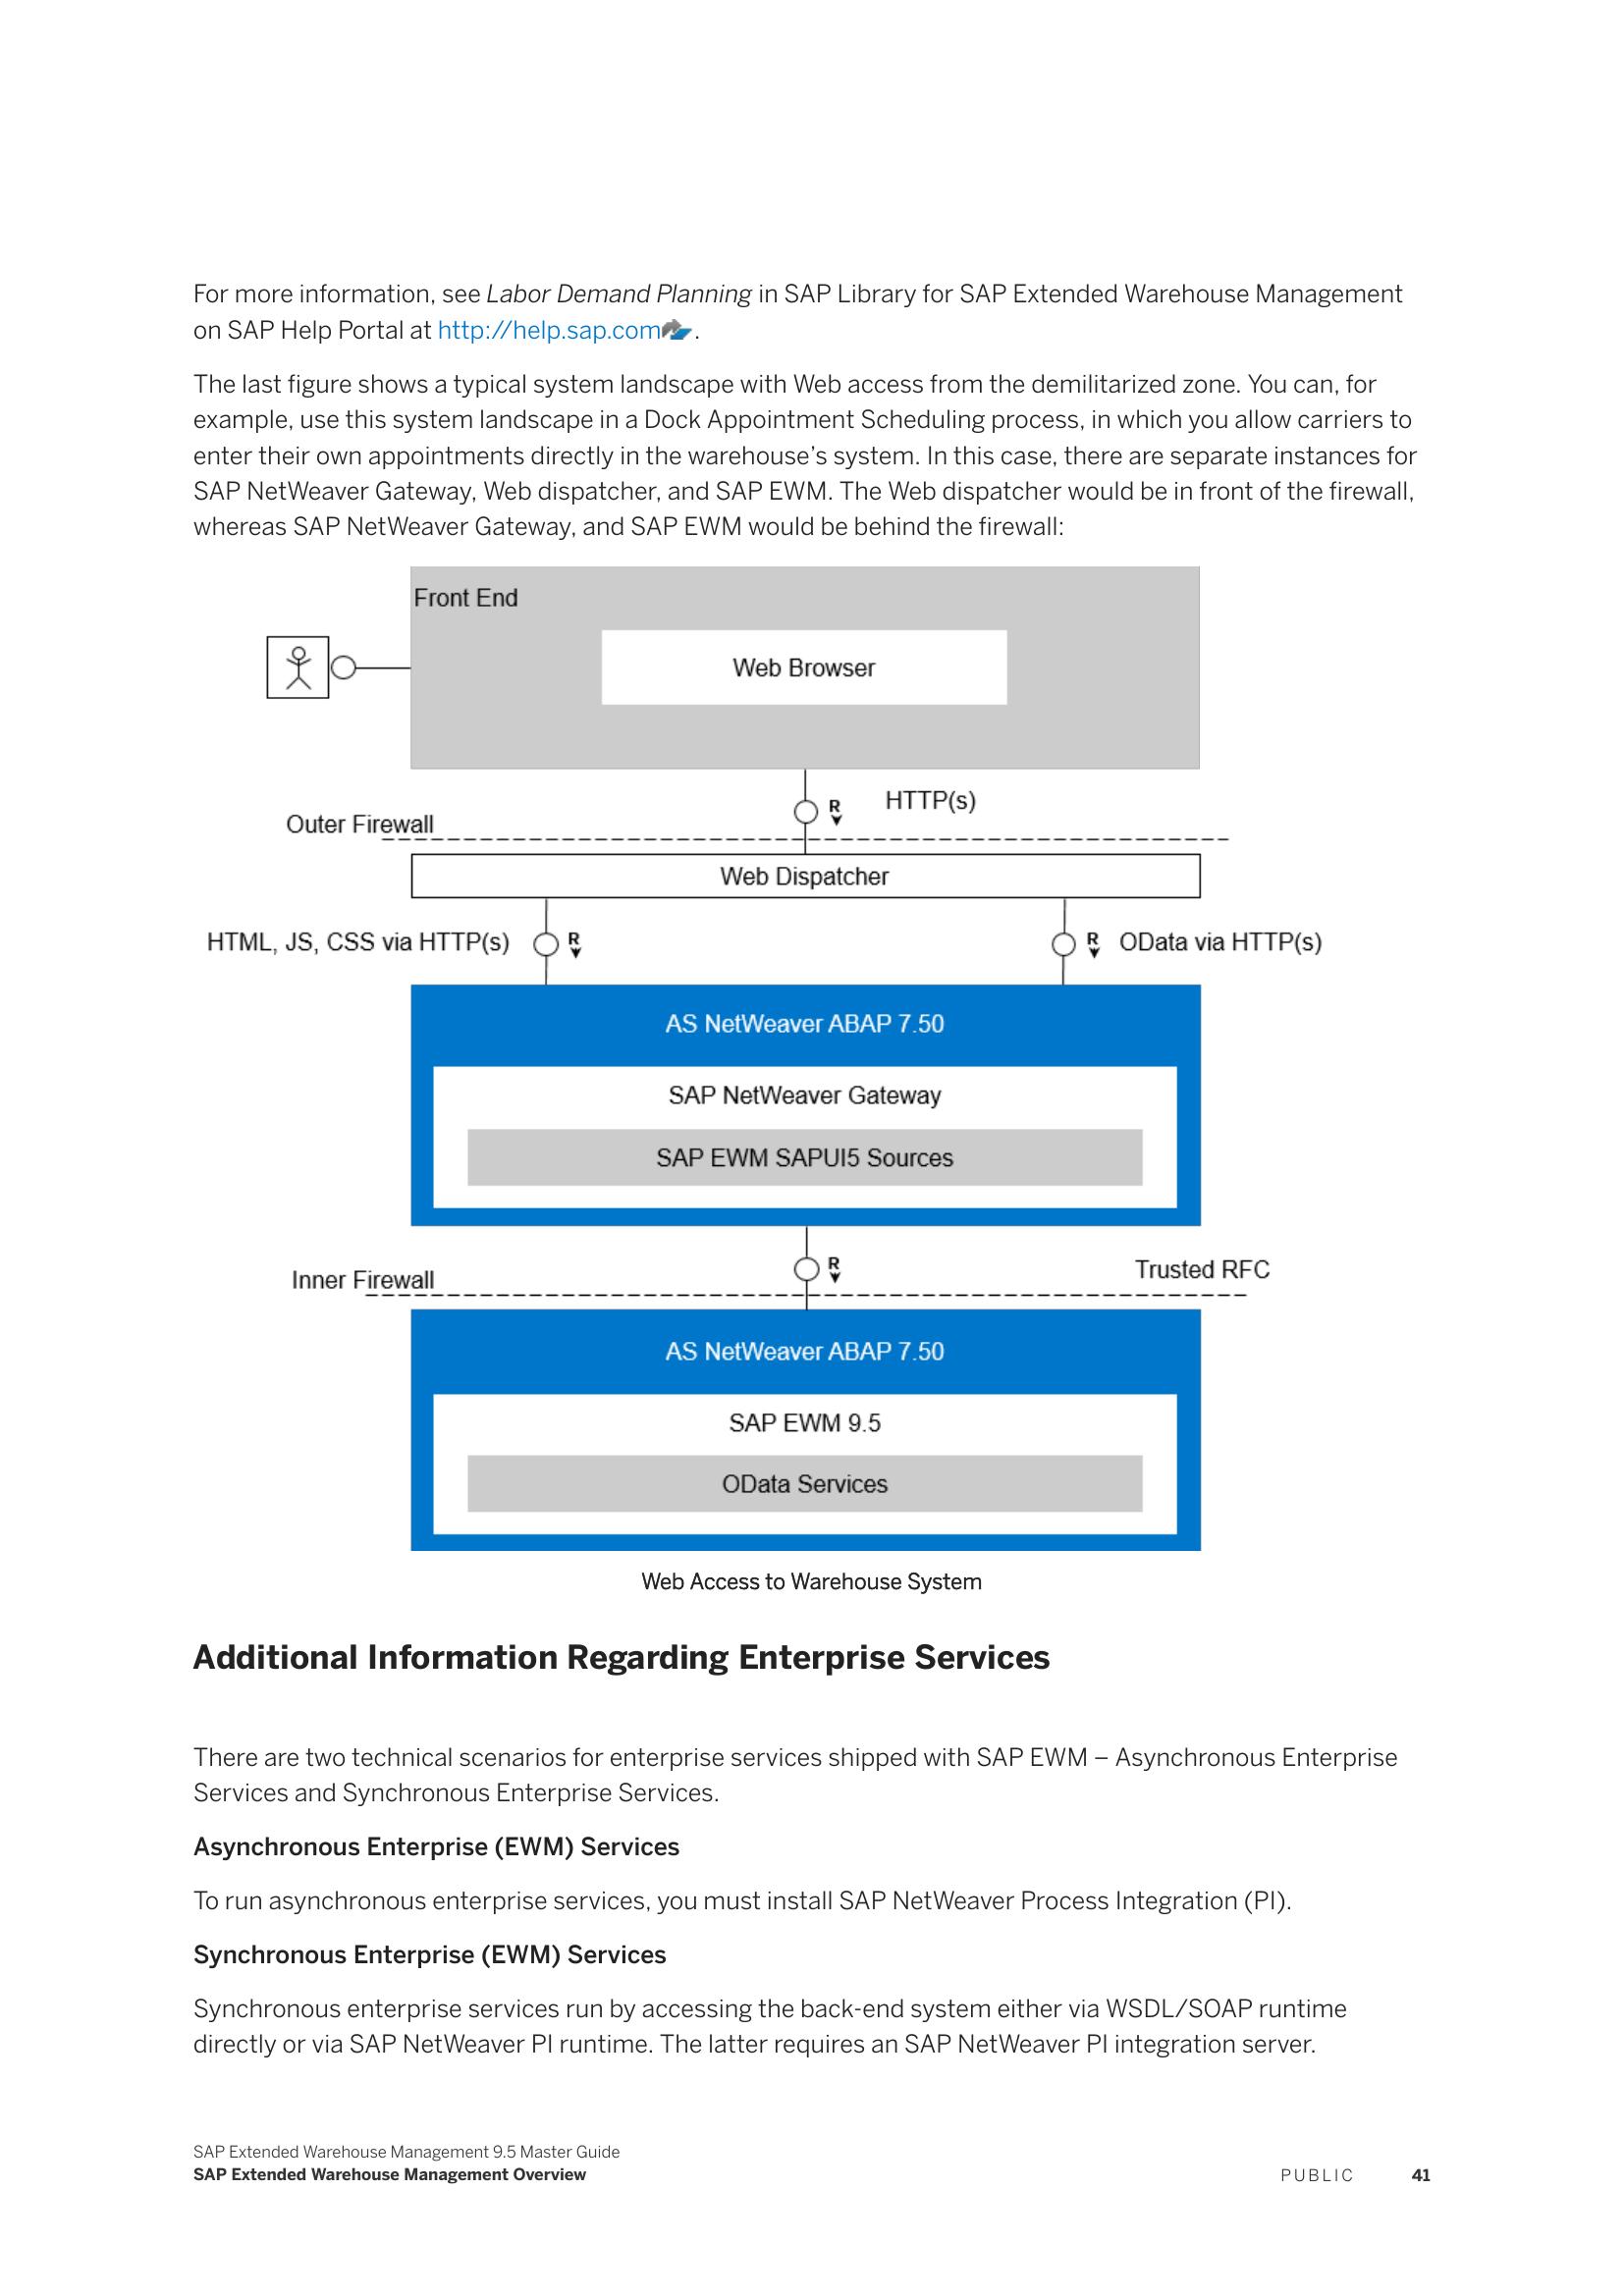 For more information, see Labor Demand Planning in SAP Library for SAP Extended Warehouse Management
on SAP Help Portal at http://help.sap.com.
The last figure shows a typical system landscape with Web access from the demilitarized zone. You can, for
example, use this system landscape in a Dock Appointment Scheduling process, in which you allow carriers to
enter their own appointments directly in the warehouse’s system. In this case, there are separate instances for
SAP NetWeaver Gateway, Web dispatcher, and SAP EWM. The Web dispatcher would be in front of the firewall,
whereas SAP NetWeaver Gateway, and SAP EWM would be behind the firewall:
Front End
Web Browser
R
HTTP(s)
Outer Firewall
Web Dispatcher
HTML, JS, CSS via HTTP(s)
R
R
OData via HTTP(s)
AS NetWeaver ABAP 7.50
SAP NetWeaver Gateway
SAP EWM SAPUI5 Sources
R
Trusted RFC
Inner Firewall
AS NetWeaver ABAP 7.50
SAP EWM 9.5
OData Services
Web Access to Warehouse System
Additional Information Regarding Enterprise Services
There are two technical scenarios for enterprise services shipped with SAP EWM – Asynchronous Enterprise
Services and Synchronous Enterprise Services.
Asynchronous Enterprise (EWM) Services
To run asynchronous enterprise services, you must install SAP NetWeaver Process Integration (PI).
Synchronous Enterprise (EWM) Services
Synchronous enterprise services run by accessing the back-end system either via WSDL/SOAP runtime
directly or via SAP NetWeaver PI runtime. The latter requires an SAP NetWeaver PI integration server.
SAP Extended Warehouse Management 9.5 Master Guide
SAP Extended Warehouse Management Overview
PUBLIC
41